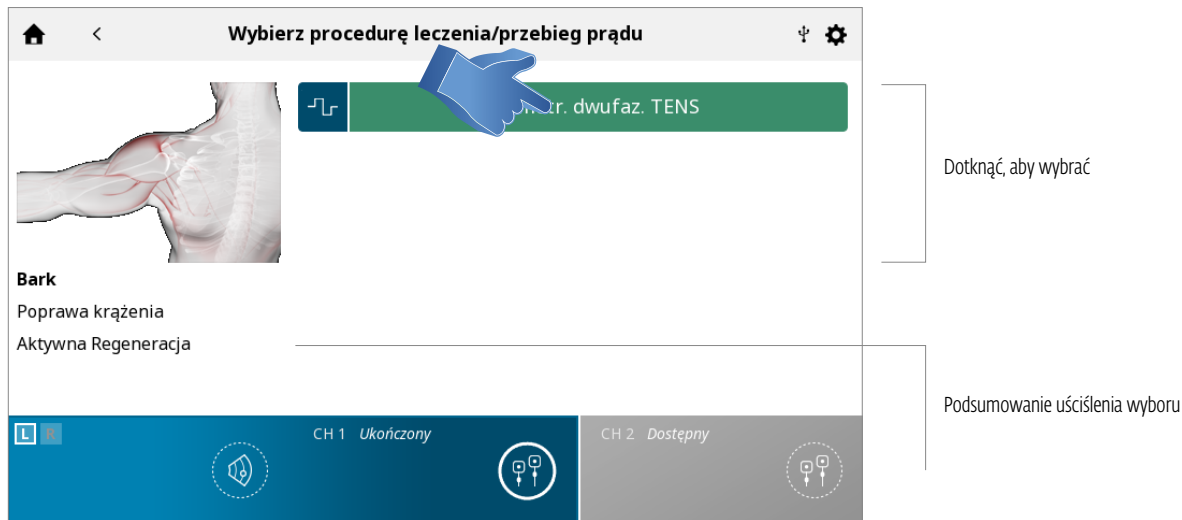 Wybierz procedurę leczenia/przebieg prądu
dwufaz. TENS
Dotknąć, aby wybrać
Bark
Poprawa krążenia
Aktywna Regeneracja
Podsumowanie uściślenia wyboru
L R
CH 1 Ukończony
CH 2 Dostępny